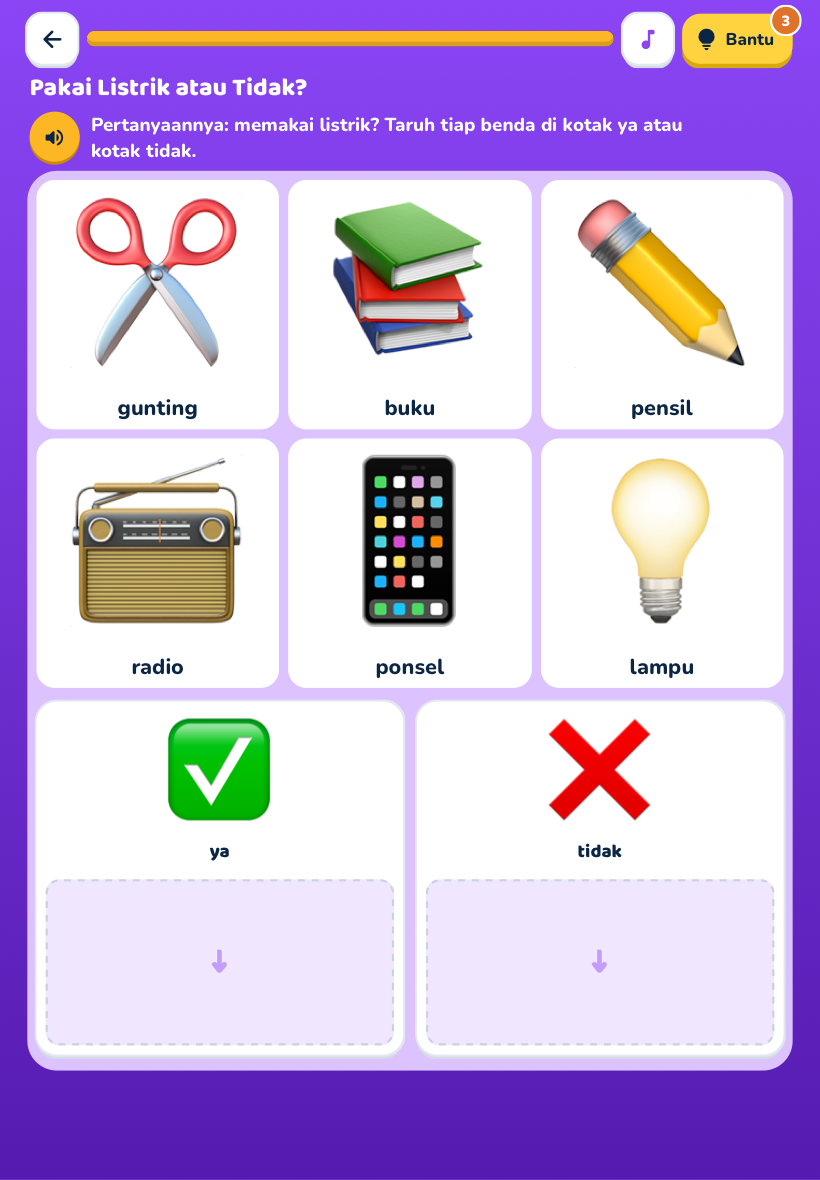 3
Bantu
Pakai Listrik atau Tidak?
Pertanyaannya: memakai listrik? Taruh tiap benda di kotak ya atau
kotak tidak.
gunting
buku
pensil
radio
ponsel
lampu
ya
tidak